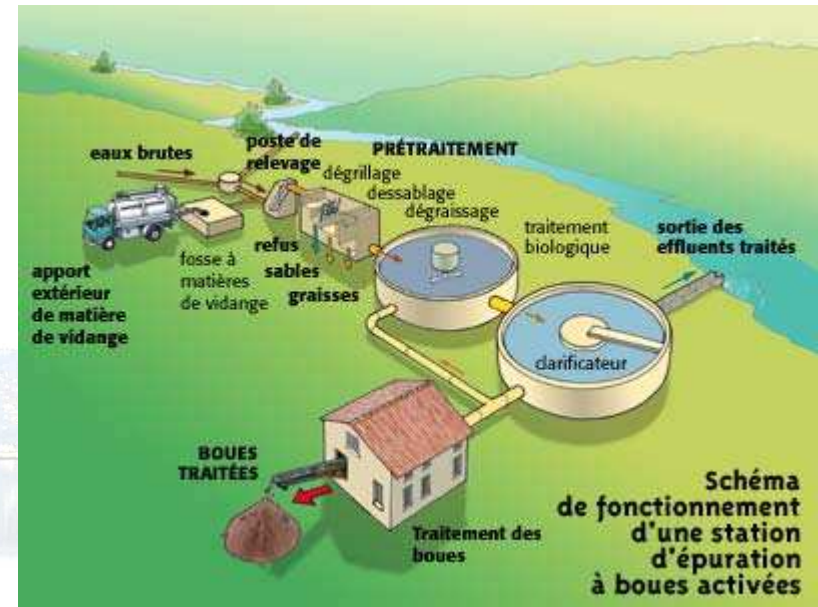 eaux brutes
poste de
relevage
PRÉTRAITEMENT
dégrillage
dessablage
dégraissage
traitement
biologique
sortie des
effluents traités
apport
extérieur
de matière
de vidange
fosse à
matières
de vidange
refus
sables
graisses
clarificateur
BOUES
TRAITÉES
Traitement des
boues
Schéma
de fonctionnement
d'une station
d'épuration
à boues activées